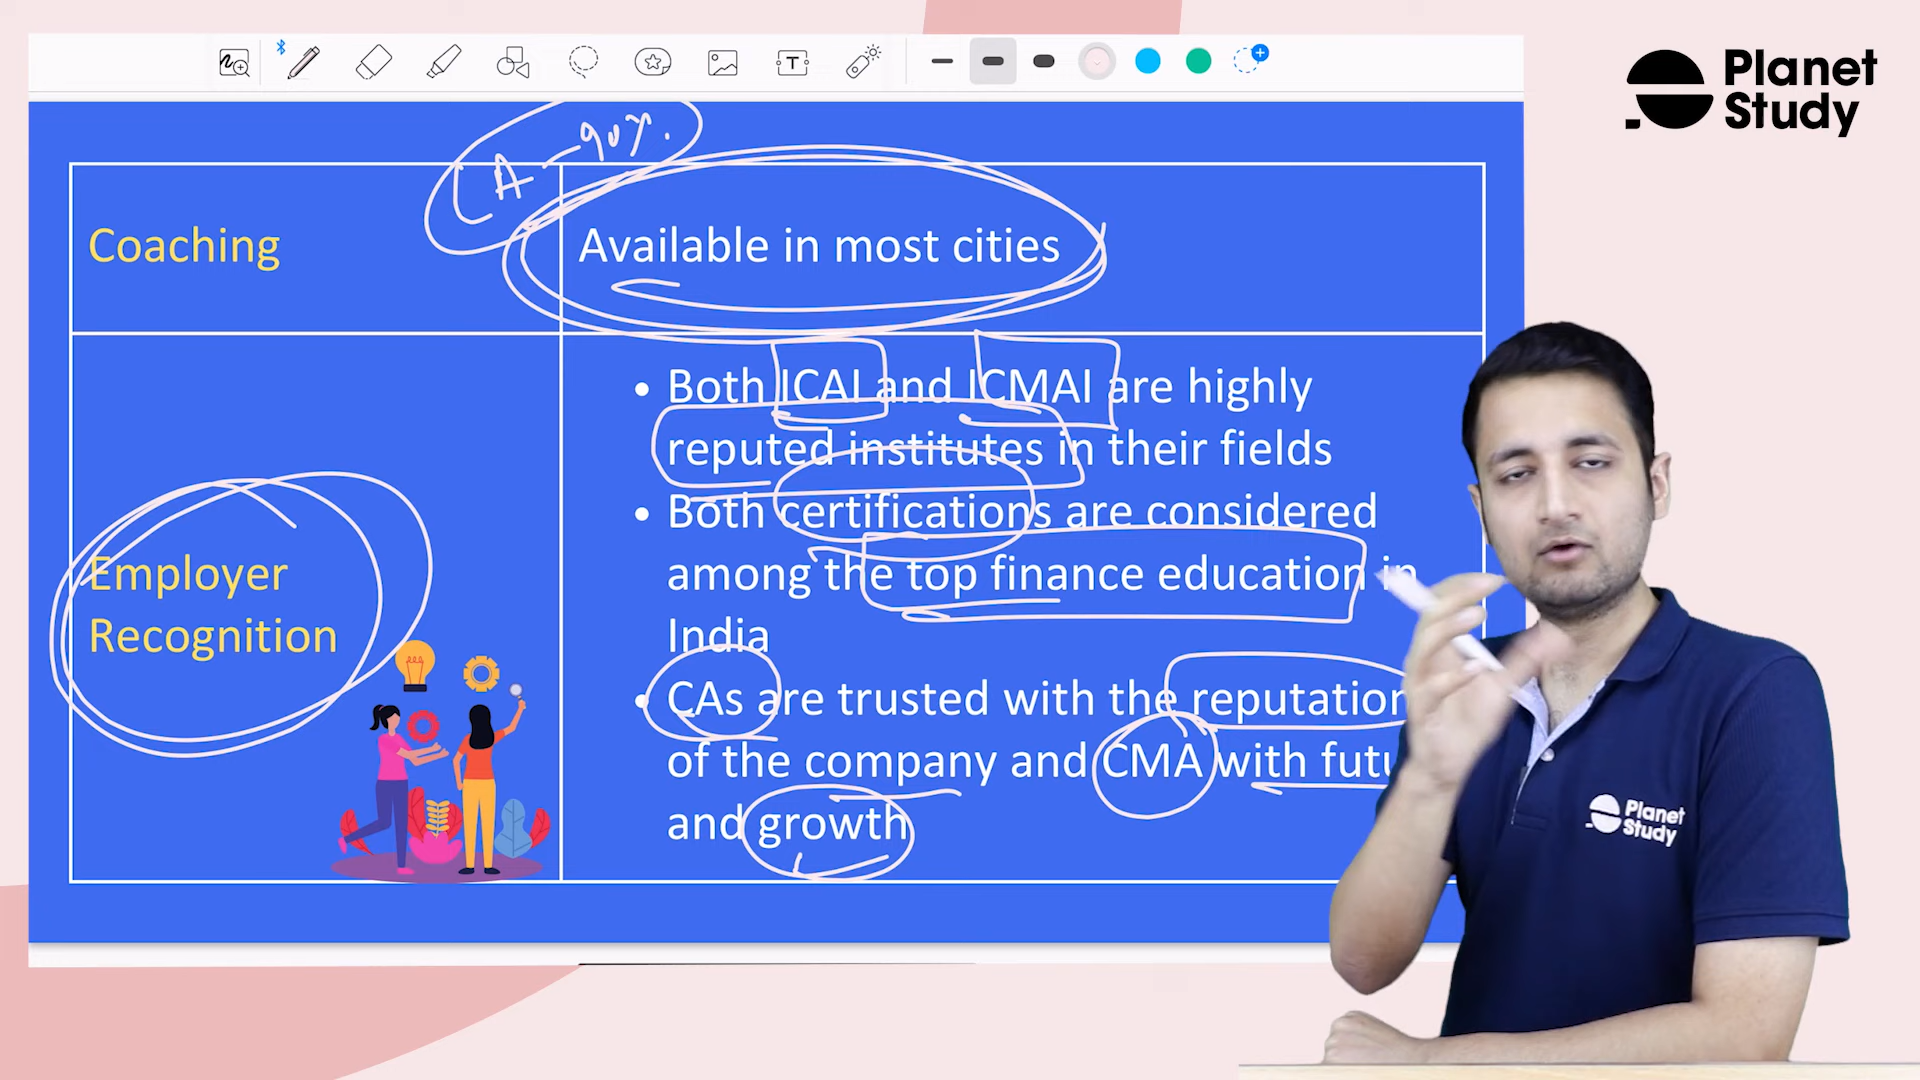 Planet
Study
CA - 90%.
Coaching
Available in most cities
• Both ICAI and ICMAI are highly
reputed institutes in their fields
• Both certifications are considered
among the top finance education in
India
• CAs are trusted with the reputation
of the company and CMA with futu
and growth
Employer
Recognition
T
Planet
Study